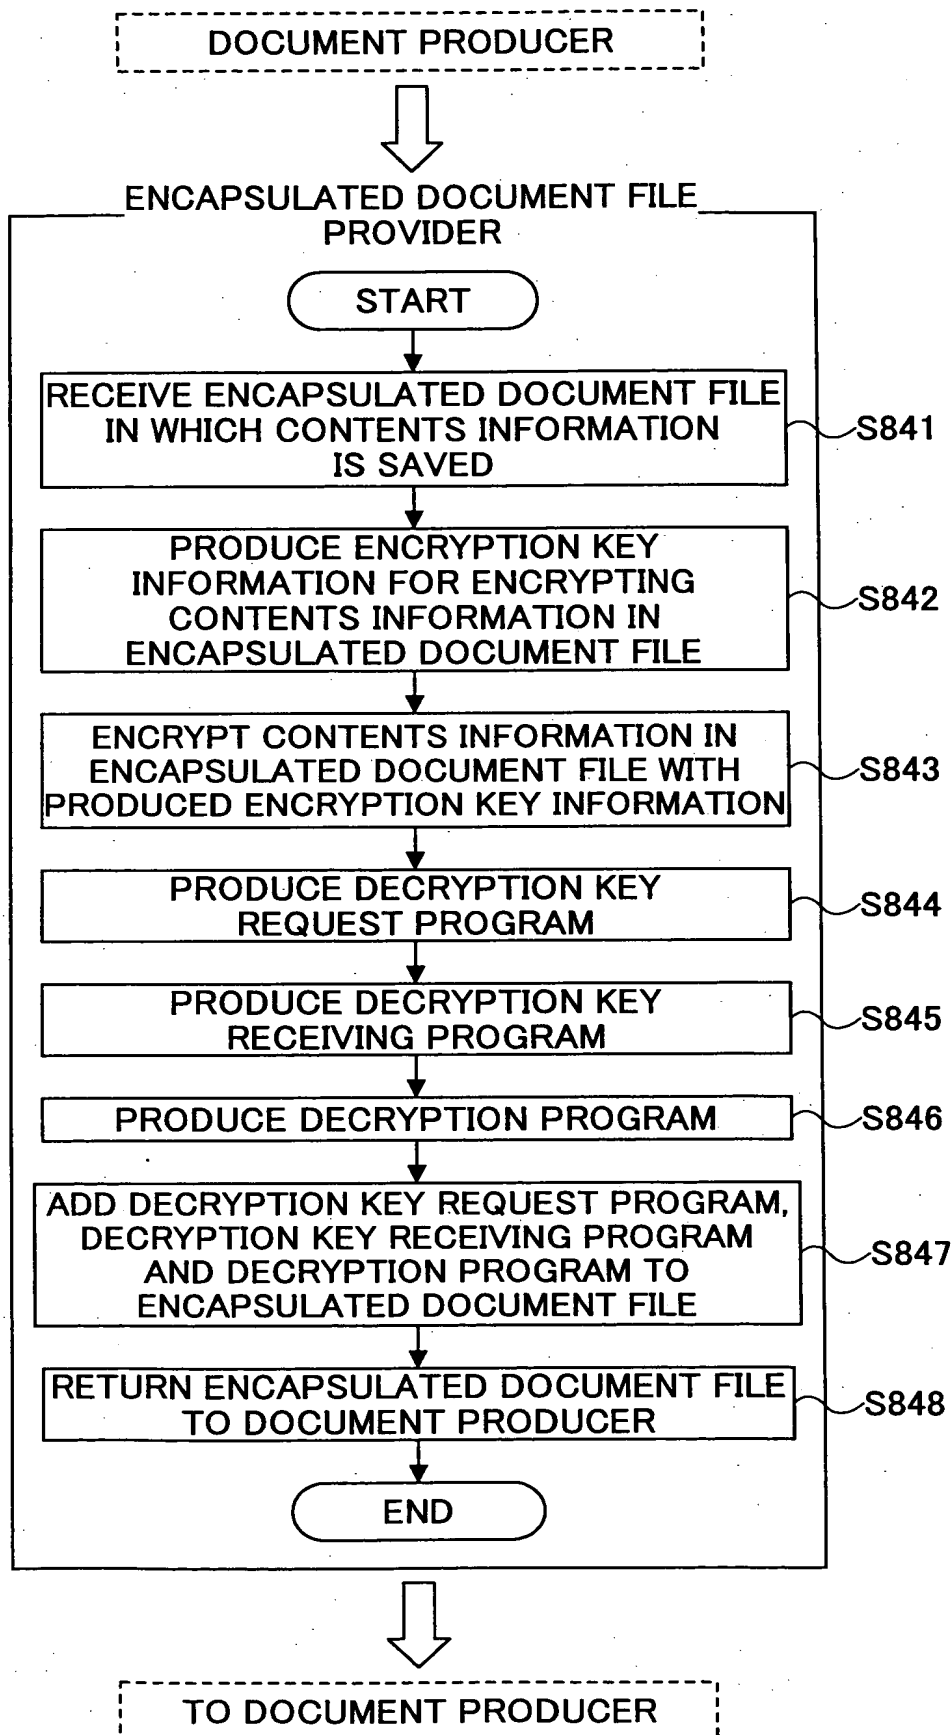 DOCUMENT PRODUCER
ENCAPSULATED DOCUMENT FILE
PROVIDER
START
RECEIVE ENCAPSULATED DOCUMENT FILE
IN WHICH CONTENTS INFORMATION
IS SAVED
S841
PRODUCE ENCRYPTION KEY
INFORMATION FOR ENCRYPTING
CONTENTS INFORMATION IN
ENCAPSULATED DOCUMENT FILE
S842
ENCRYPT CONTENTS INFORMATION IN
ENCAPSULATED DOCUMENT FILE WITH
PRODUCED ENCRYPTION KEY INFORMATION
S843
PRODUCE DECRYPTION KEY
REQUEST PROGRAM
S844
PRODUCE DECRYPTION KEY
RECEIVING PROGRAM
S845
PRODUCE DECRYPTION PROGRAM
S846
ADD DECRYPTION KEY REQUEST PROGRAM,
DECRYPTION KEY RECEIVING PROGRAM
AND DECRYPTION PROGRAM TO
ENCAPSULATED DOCUMENT FILE
S847
RETURN ENCAPSULATED DOCUMENT FILE
TO DOCUMENT PRODUCER
S848
END
TO DOCUMENT PRODUCER